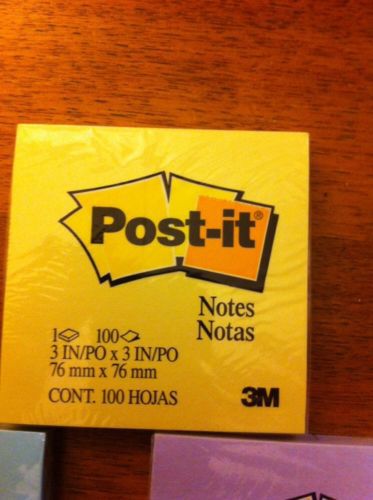 Post-it®
Notes
Notas
1 100
3 IN/PO x 3 IN/PO
76 mm x 76 mm
CONT. 100 HOJAS
3M